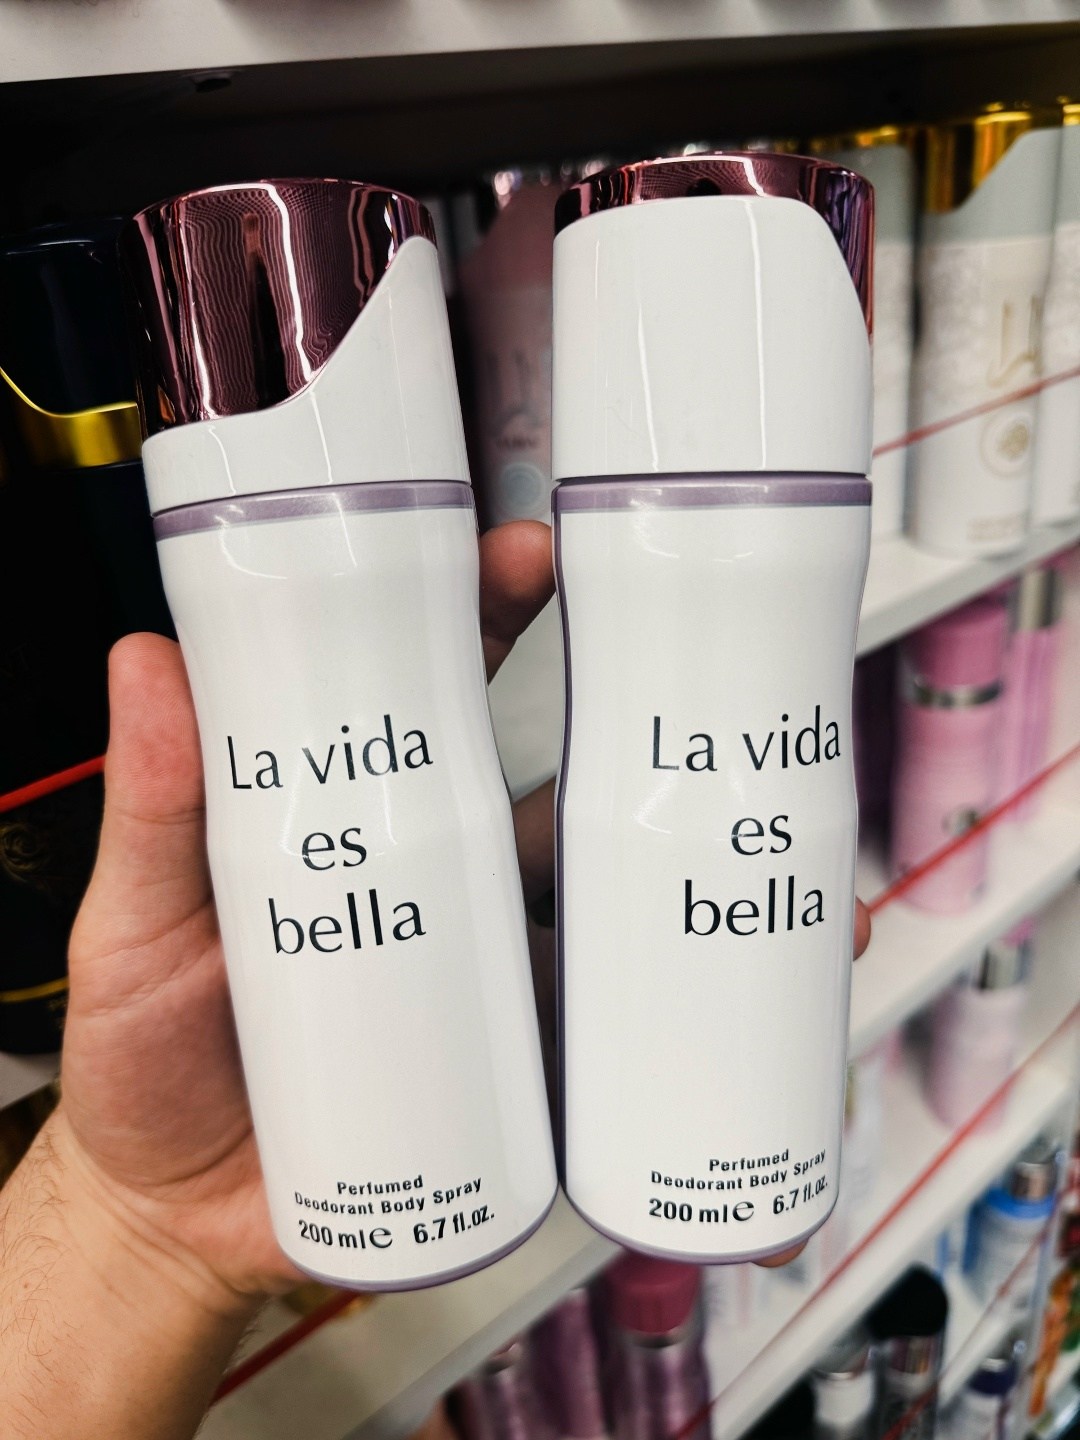 La vida
es
bella
Perfumed
Deodorant Body Spray
200 ml e 6.7 fl.oz.
La vida
es
bella
Perfumed
Deodorant Body Spray
200 ml e 6.7 fl.oz.